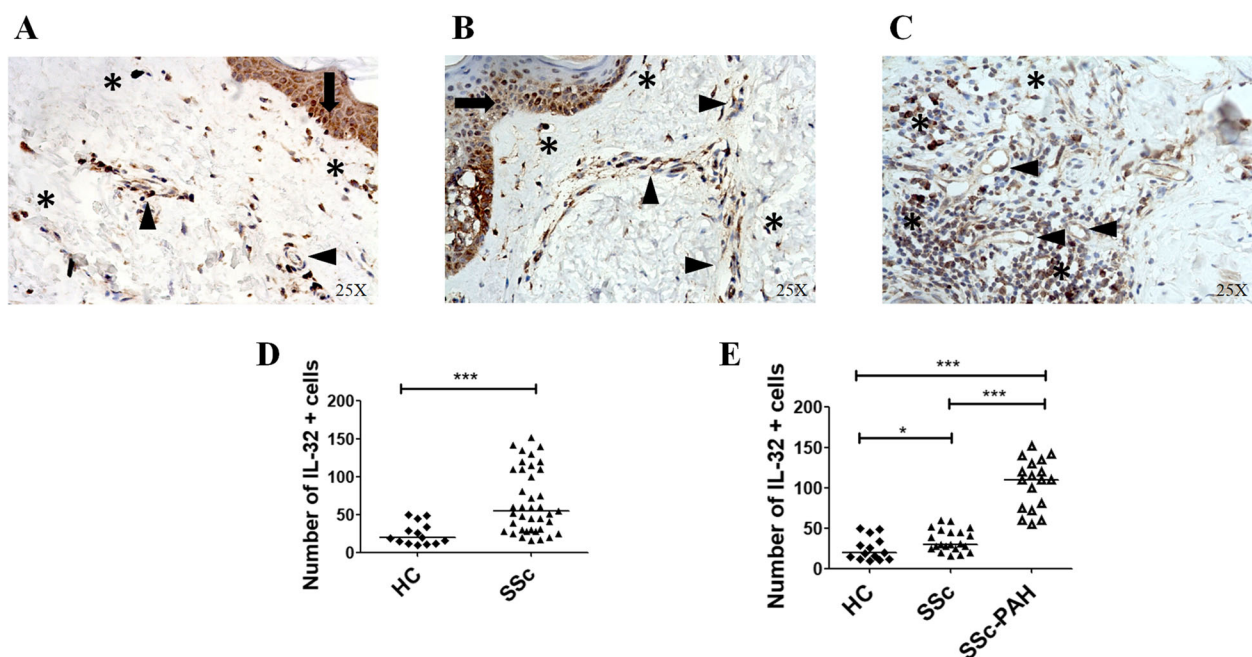 A
B
C
*
*
*
25X
*
*
*
25X
*
*
*
*
25X
D
Number of IL-32 + cells
200
150
100
50
0
***
HC
SSc
E
Number of IL-32 + cells
200
150
100
50
0
***
***
*
HC
SSc
SSc-PAH